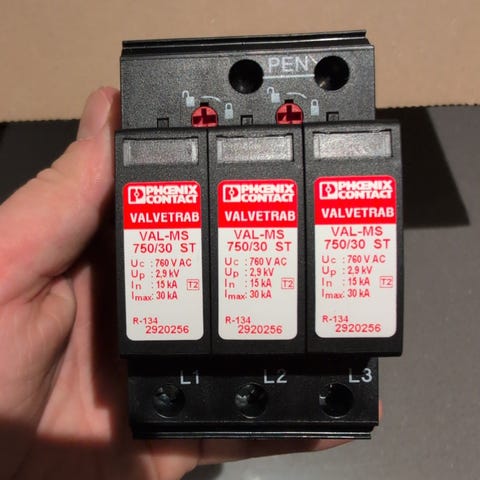 PEN
PHŒNIX
CONTACT
VALVETRAB
VAL-MS
750/30 ST
Uc : 760 V AC
Up : 2,9 kV
In : 15 kA T2
Imax: 30 kA
R-134
2920256
PHŒNIX
CONTACT
VALVETRAB
VAL-MS
750/30 ST
Uc : 760 V AC
Up : 2,9 kV
In : 15 kA T2
Imax: 30 kA
R-134
2920256
PHŒNIX
CONTACT
VALVETRAB
VAL-MS
750/30 ST
Uc : 760 V AC
Up : 2,9 kV
In : 15 kA T2
Imax: 30 kA
R-134
2920256
L1 L2 L3